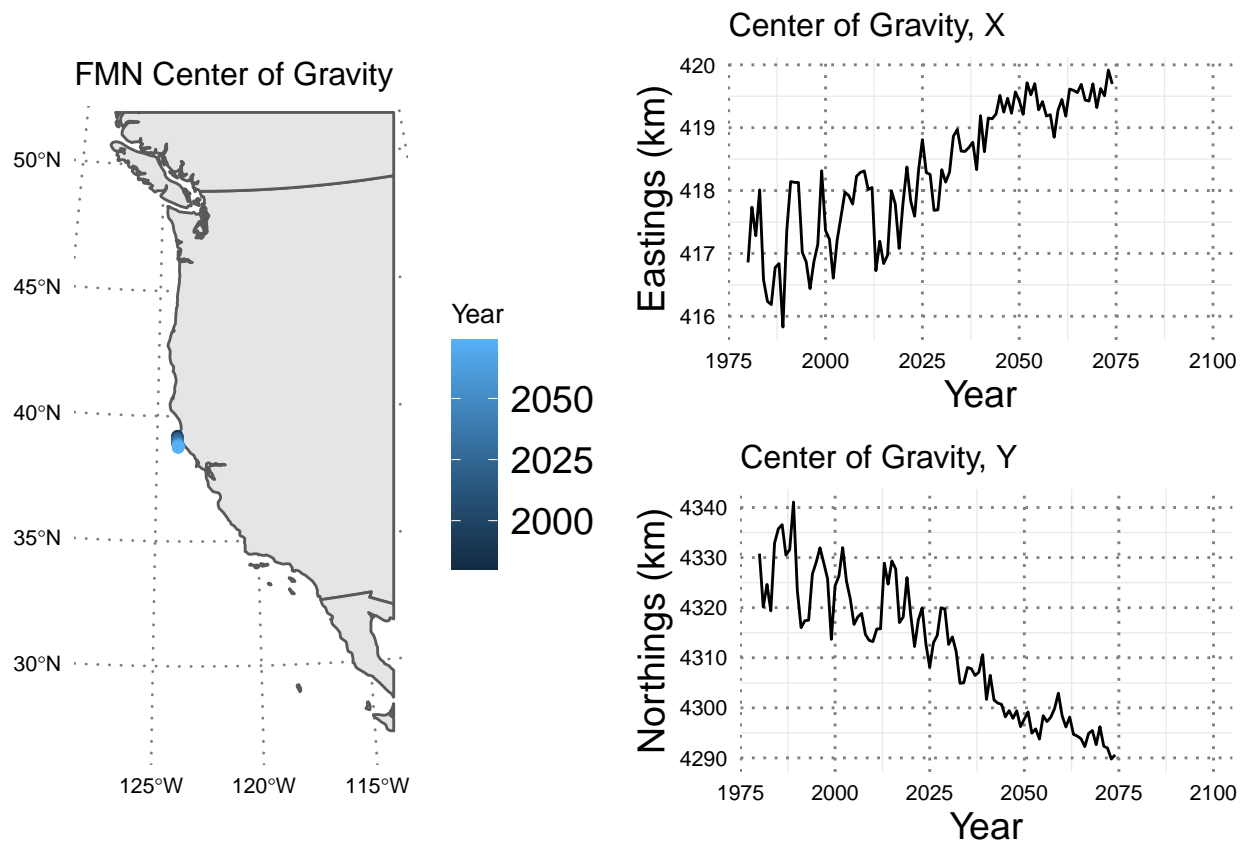 FMN Center of Gravity
50°N
45°N
40°N
35°N
30°N
125°W 120°W 115°W
Year
2050
2025
2000
Center of Gravity, X
Eastings (km)
420
419
418
417
416
1975 2000 2025 2050 2075 2100
Year
Center of Gravity, Y
Northings (km)
4340
4330
4320
4310
4300
4290
1975 2000 2025 2050 2075 2100
Year